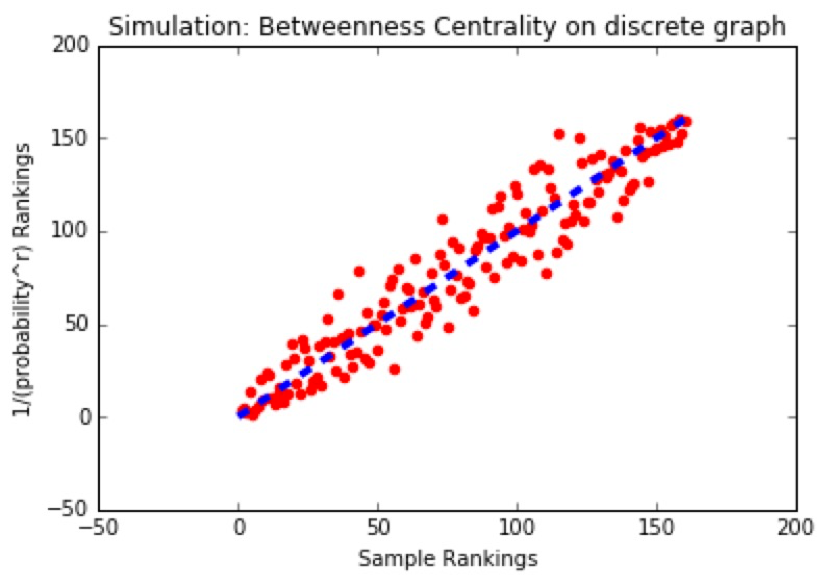 Simulation: Betweenness Centrality on discrete graph
200
150
100
50
0
−50
1/(probability^r) Rankings
−50 0 50 100 150 200
Sample Rankings